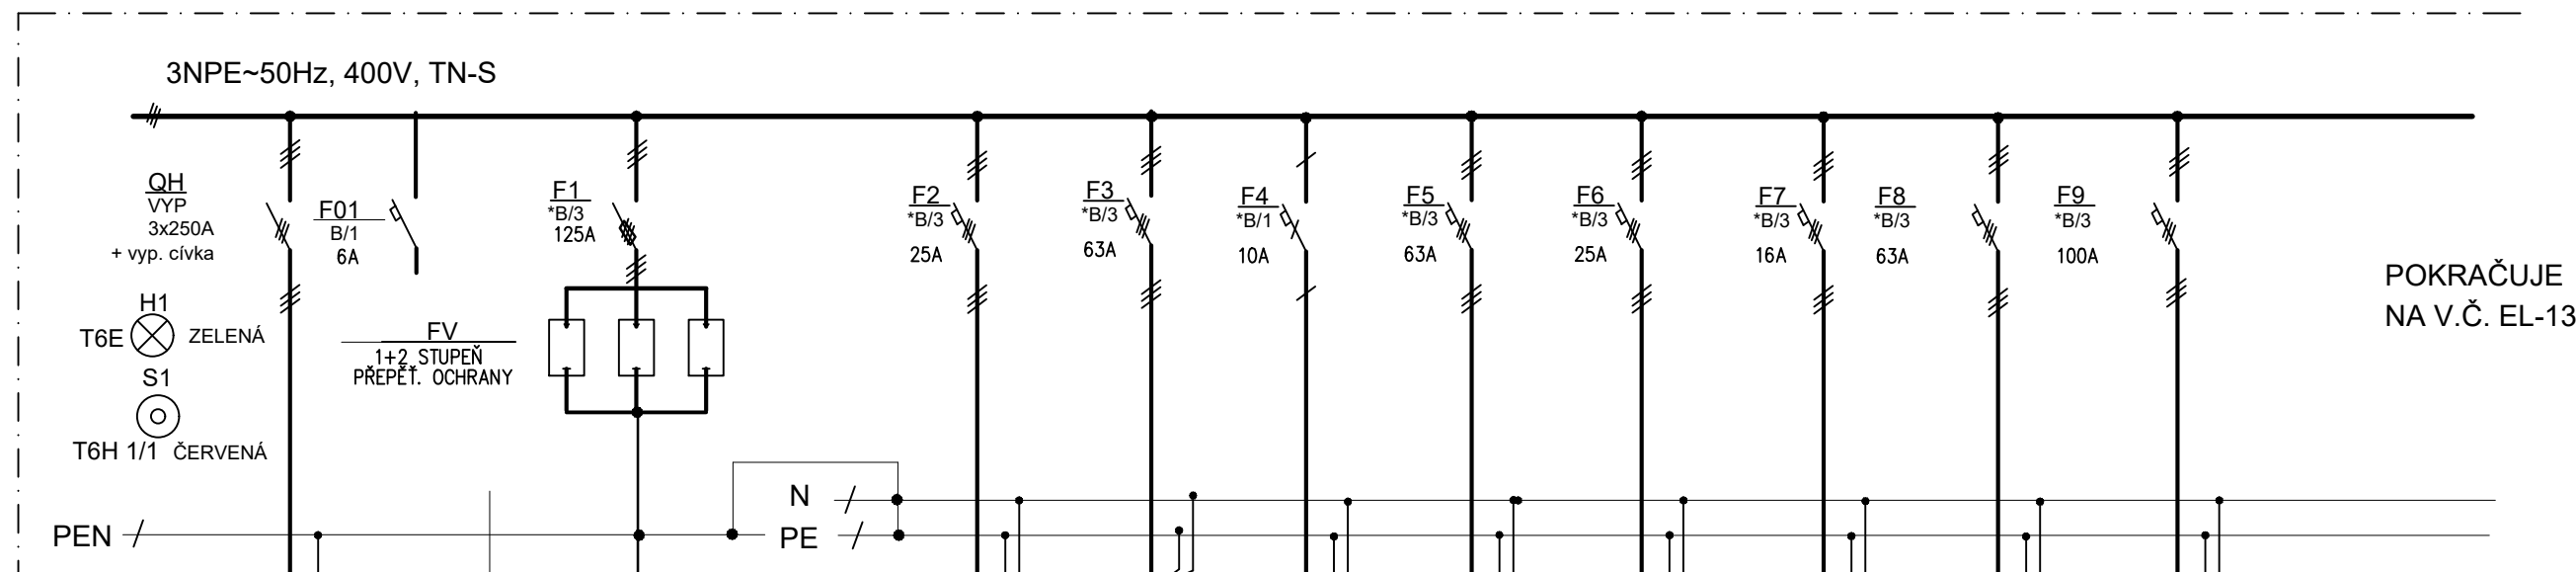 3NPE~50Hz, 400V, TN-S
QH
VYP
3x250A
+ vyp. cívka
F01
B/1
6A
F1
*B/3
125A
F2
*B/3
25A
F3
*B/3
63A
F4
*B/1
10A
F5
*B/3
63A
F6
*B/3
25A
F7
*B/3
16A
F8
*B/3
63A
F9
*B/3
100A
POKRAČUJE
NA V.Č. EL-13
H1
T6E ZELENÁ
S1
T6H 1/1 ČERVENÁ
FV
1+2 STUPEŇ
PŘEPĚŤ. OCHRANY
N
PEN
PE